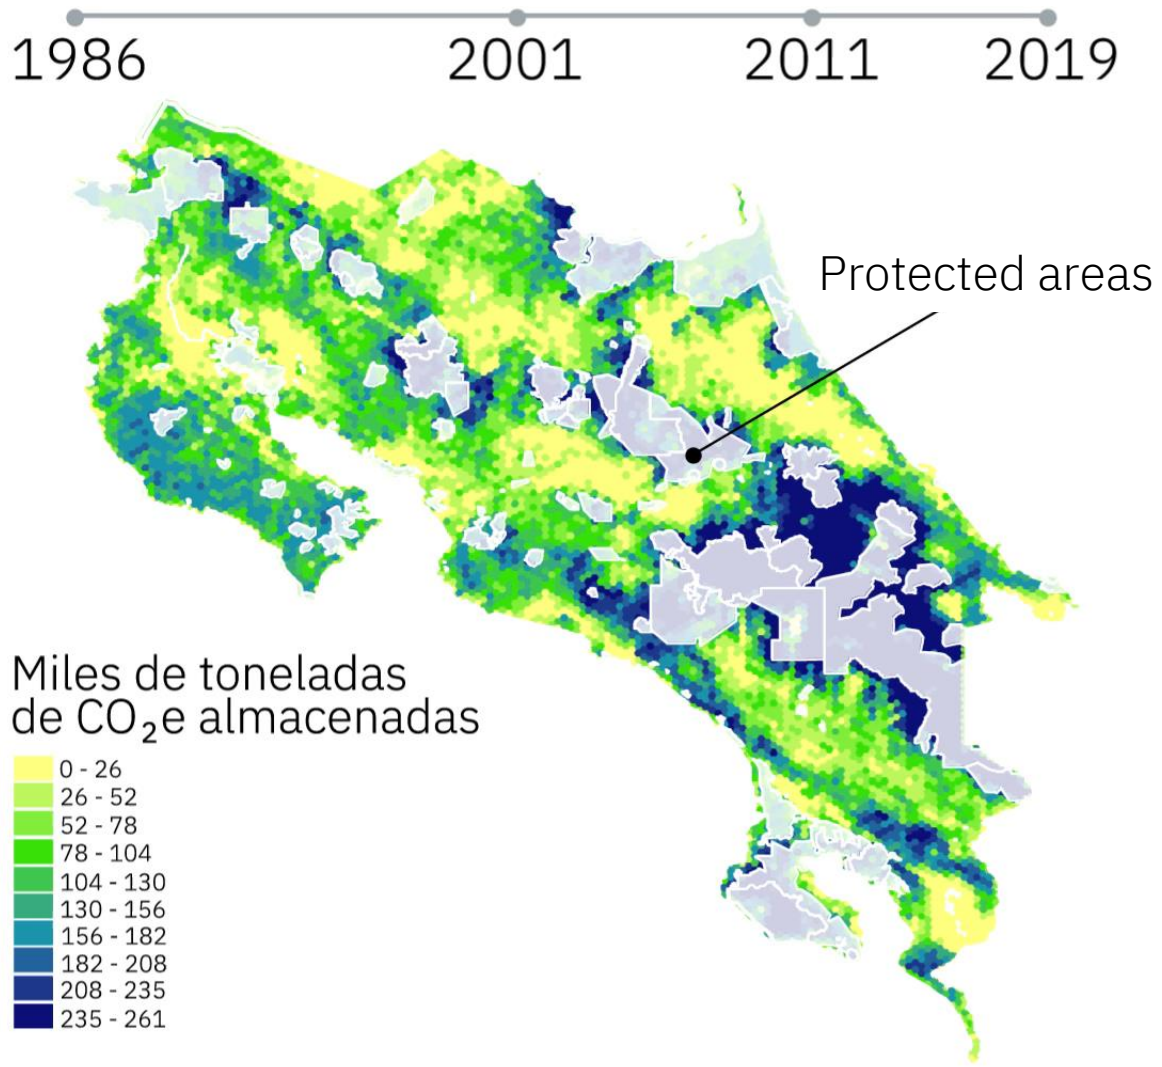 1986 2001 2011 2019
Protected areas
Miles de toneladas
de CO₂e almacenadas
0 - 26
26 - 52
52 - 78
78 - 104
104 - 130
130 - 156
156 - 182
182 - 208
208 - 235
235 - 261